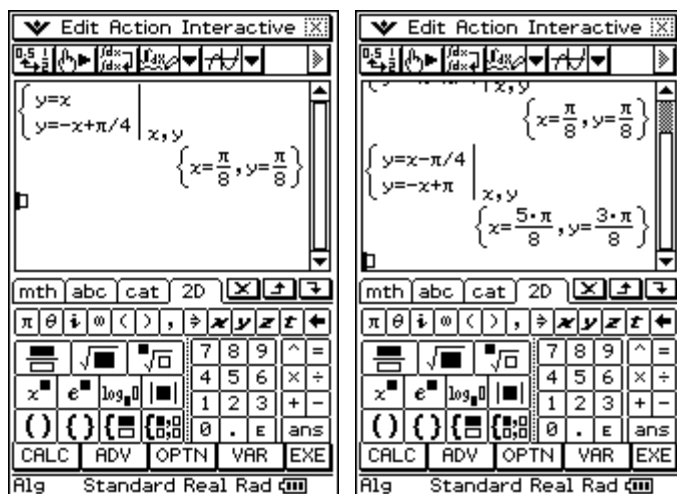 Edit Action Interactive
y=x
y=-x+π/4 | x,y
{x=π/8, y=π/8}
mth abc cat 2D
π θ i ∞ ( ) , ⇒ x y z t ←
7 8 9 ^ =
4 5 6 × ÷
x■ e■ log■□ |■|
1 2 3 + -
( ) { } 0 . E ans
CALC ADV OPTN VAR EXE
Alg Standard Real Rad
Edit Action Interactive
x,y
{x=π/8, y=π/8}
y=x-π/4
y=-x+π | x,y
{x=5·π/8, y=3·π/8}
mth abc cat 2D
π θ i ∞ ( ) , ⇒ x y z t ←
7 8 9 ^ =
4 5 6 × ÷
x■ e■ log■□ |■|
1 2 3 + -
( ) { } 0 . E ans
CALC ADV OPTN VAR EXE
Alg Standard Real Rad